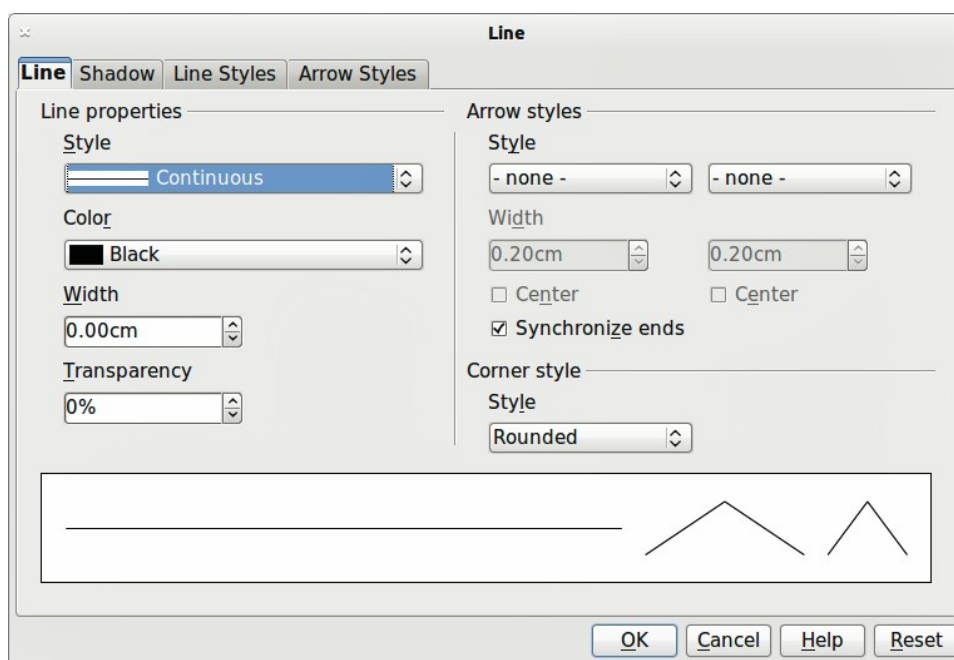 Line
Line Shadow Line Styles Arrow Styles
Line properties
Style
Continuous
Color
Black
Width
0.00cm
Transparency
0%
Arrow styles
Style
- none - - none -
Width
0.20cm 0.20cm
Center Center
Synchronize ends
Corner style
Style
Rounded
OK Cancel Help Reset